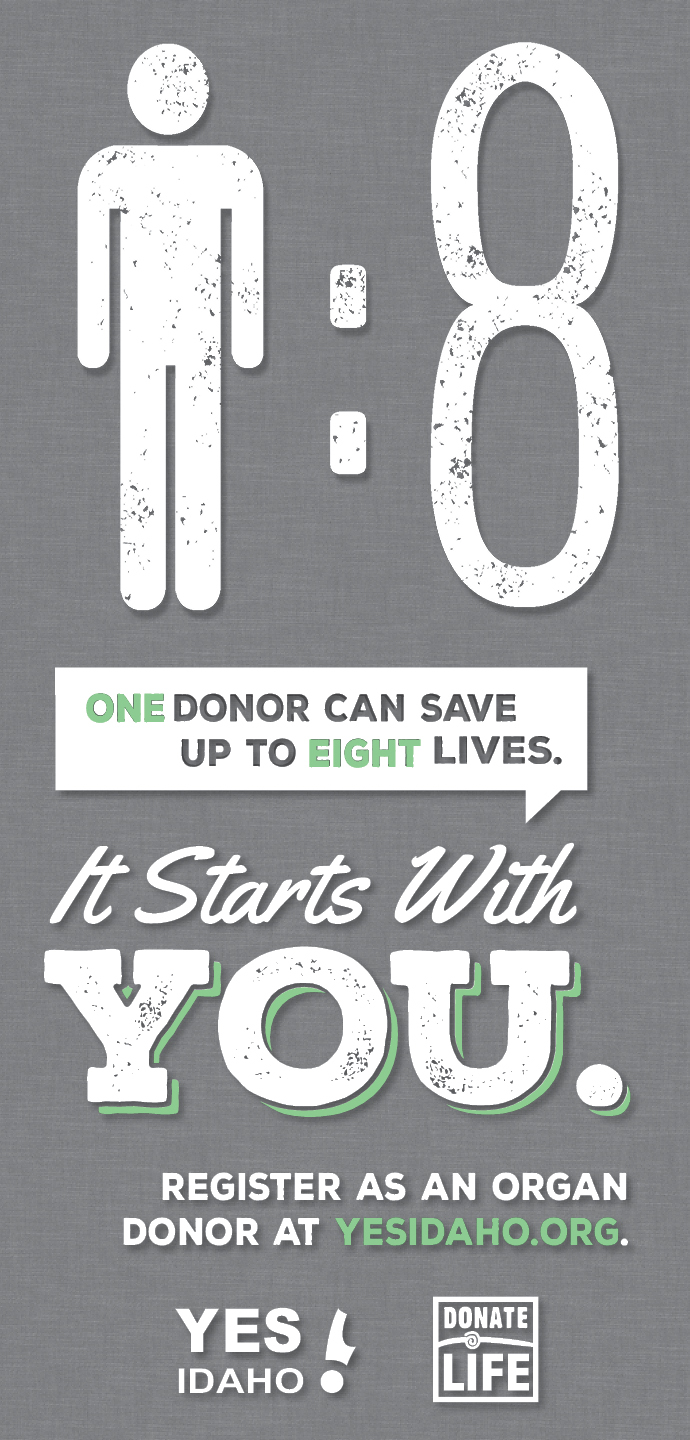 : 8
ONE DONOR CAN SAVE
UP TO EIGHT LIVES.
It Starts With
YOU.
REGISTER AS AN ORGAN
DONOR AT YESIDAHO.ORG.
YES
IDAHO!
DONATE
LIFE